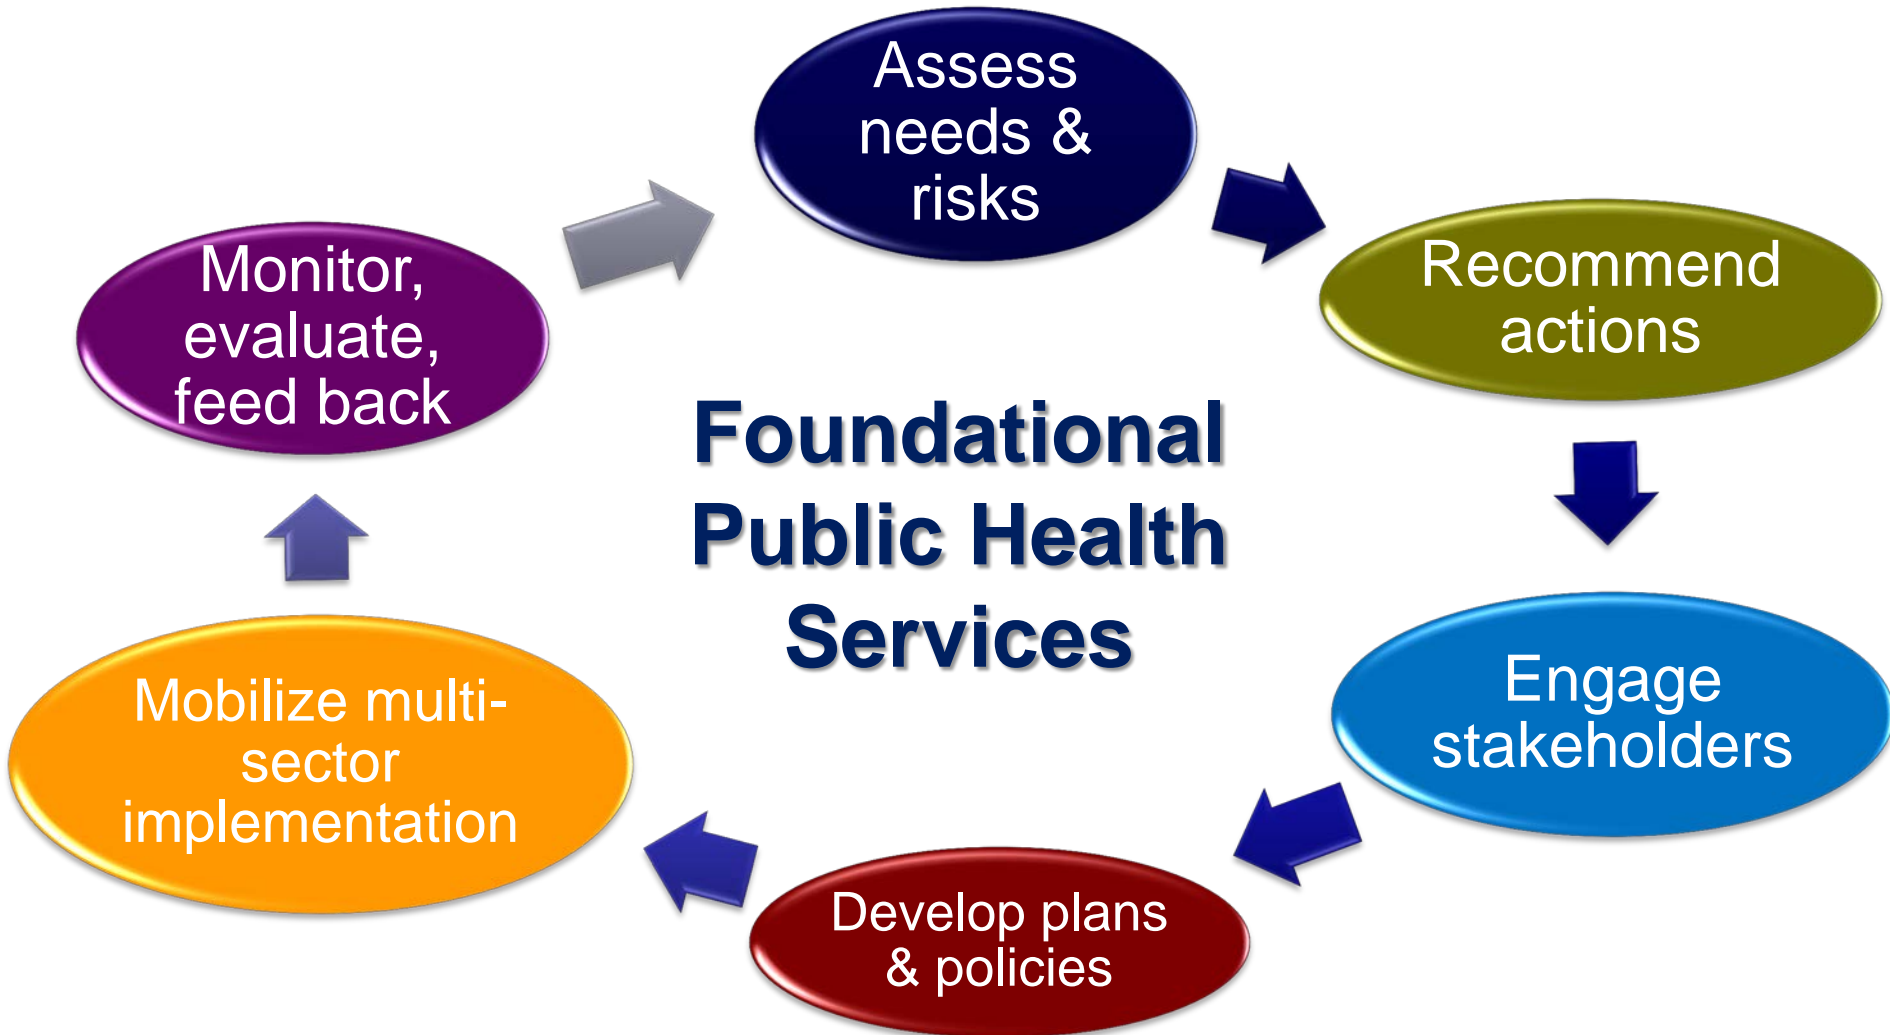 Assess
needs &
risks
Recommend
actions
Engage
stakeholders
Develop plans
& policies
Mobilize multi-
sector
implementation
Monitor,
evaluate,
feed back
Foundational
Public Health
Services